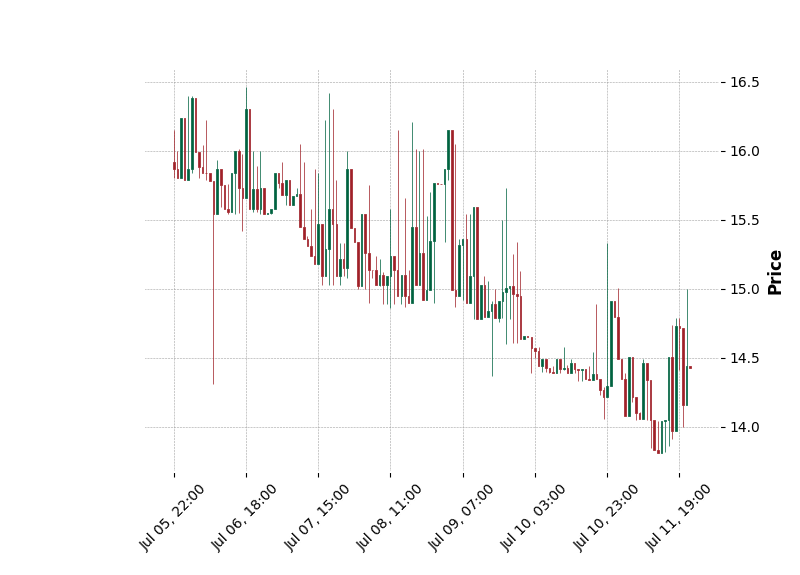 16.5
16.0
15.5
15.0
14.5
14.0
Price
Jul 05, 22:00
Jul 06, 18:00
Jul 07, 15:00
Jul 08, 11:00
Jul 09, 07:00
Jul 10, 03:00
Jul 10, 23:00
Jul 11, 19:00